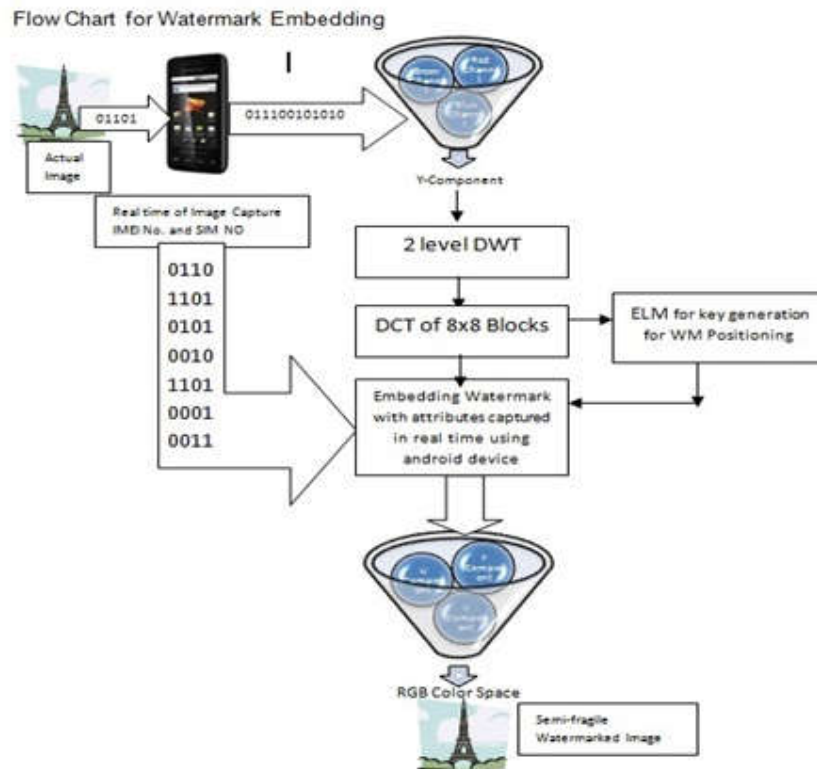 Flow Chart for Watermark Embedding
I
01101
011100101010
Actual
Image
Y-Component
Real time of Image Capture
IMEI No. and SIM NO
0110
1101
0101
0010
1101
0001
0011
2 level DWT
DCT of 8x8 Blocks
ELM for key generation
for WM Positioning
Embedding Watermark
with attributes captured
in real time using
android device
RGB Color Space
Semi-fragile
Watermarked Image